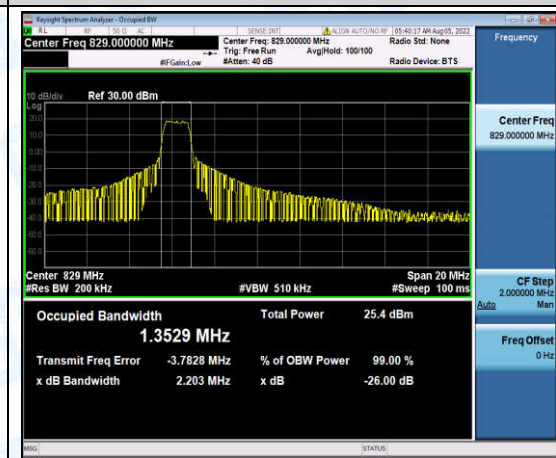 Keysight Spectrum Analyzer - Occupied BW
RL RF 50 Ω AC SENSE:INT ALIGN AUTO/NO RF 05:40:17 AM Aug 05, 2022
Center Freq 829.000000 MHz
Center Freq: 829.000000 MHz
Radio Std: None
Trig: Free Run Avg|Hold: 100/100
#IFGain:Low #Atten: 40 dB Radio Device: BTS
Frequency
10 dB/div Ref 30.00 dBm
Log
20.0
10.0
0.00
-10.0
-20.0
-30.0
-40.0
-50.0
-60.0
Center Freq
829.000000 MHz
Center 829 MHz Span 20 MHz
#Res BW 200 kHz #VBW 510 kHz #Sweep 100 ms
CF Step
2.000000 MHz
Auto Man
Occupied Bandwidth Total Power 25.4 dBm
1.3529 MHz
Transmit Freq Error -3.7828 MHz % of OBW Power 99.00 %
x dB Bandwidth 2.203 MHz x dB -26.00 dB
Freq Offset
0 Hz
MSG STATUS